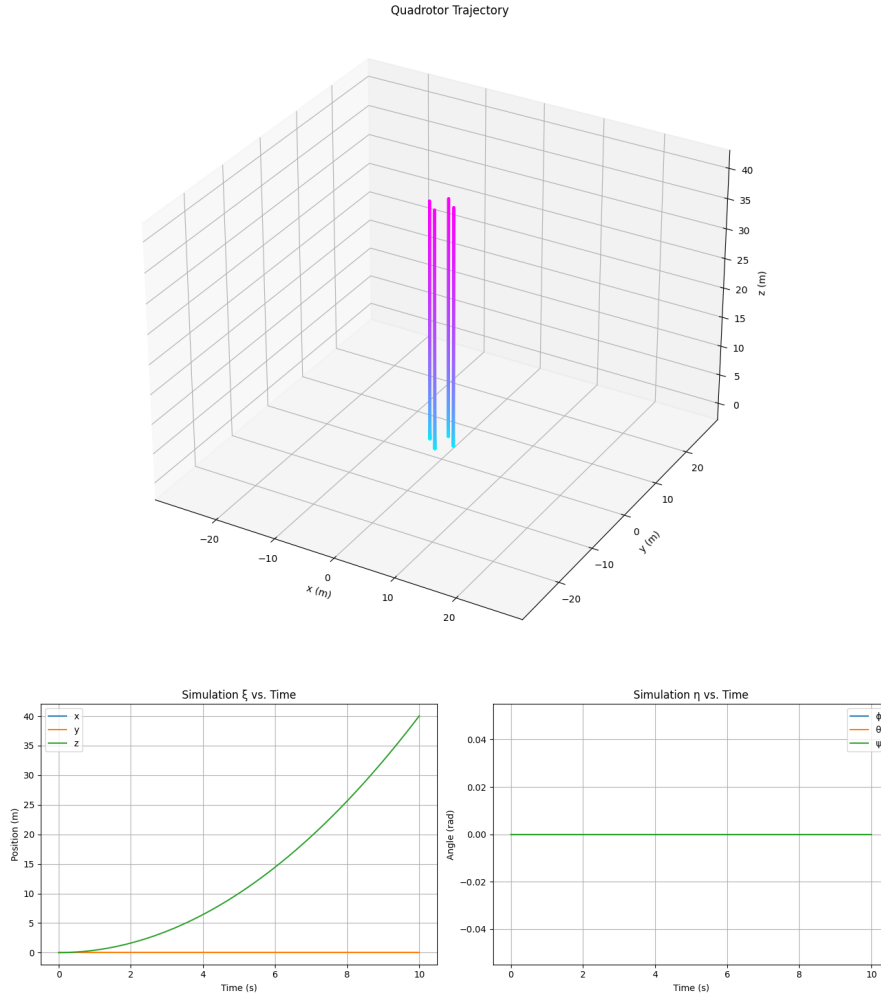 Quadrotor Trajectory
40
35
30
25
20
15
10
5
0
z (m)
−20
−10
0
10
20
x (m)
20
10
0
−10
−20
y (m)
Simulation ξ vs. Time
x
y
z
40
35
30
25
20
15
10
5
0
Position (m)
0 2 4 6 8 10
Time (s)
Simulation η vs. Time
ϕ
θ
ψ
0.04
0.02
0.00
−0.02
−0.04
Angle (rad)
0 2 4 6 8 10
Time (s)